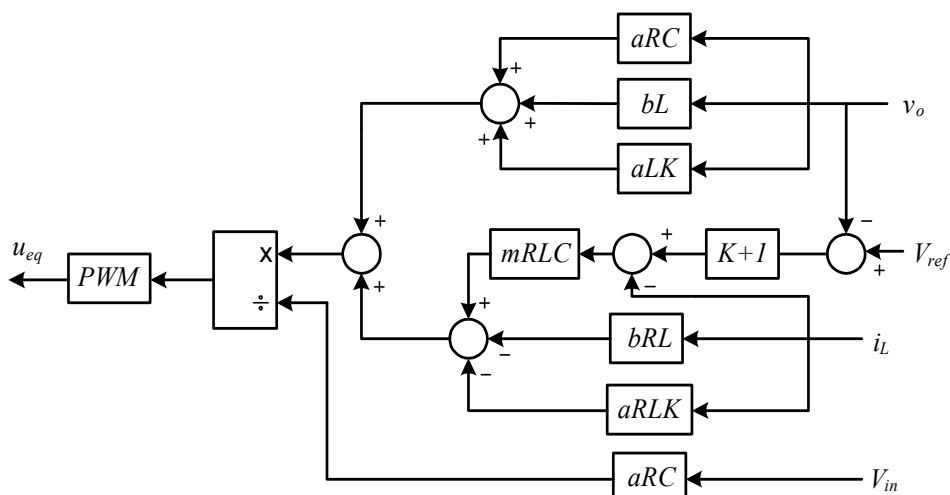 aRC
+
bL
v_o
+
+
aLK
+
−
u_eq
X
mRLC
+
K+1
V_ref
+
PWM
÷
+
−
+
bRL
i_L
−
−
aRLK
aRC
V_in